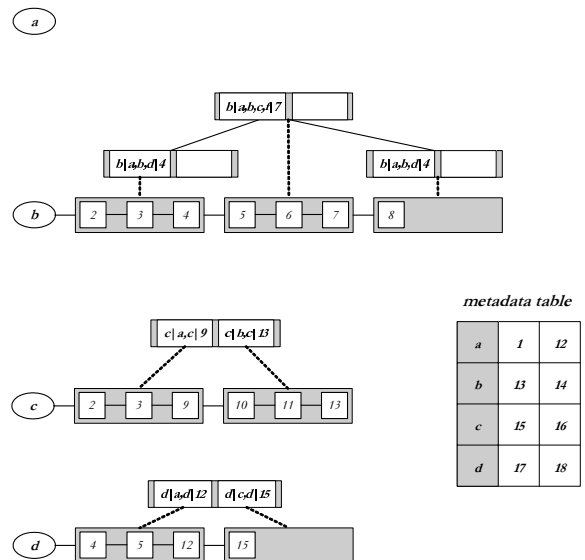 a
b|a,b,c,f|7
b|a,b,d|4
b|a,b,d|4
b 2 3 4 5 6 7 8
metadata table
c|a,c|9 c|b,c|13
a 1 12
b 13 14
c 2 3 9 10 11 13
c 15 16
d 17 18
d|a,d|12 d|c,d|15
d 4 5 12 15